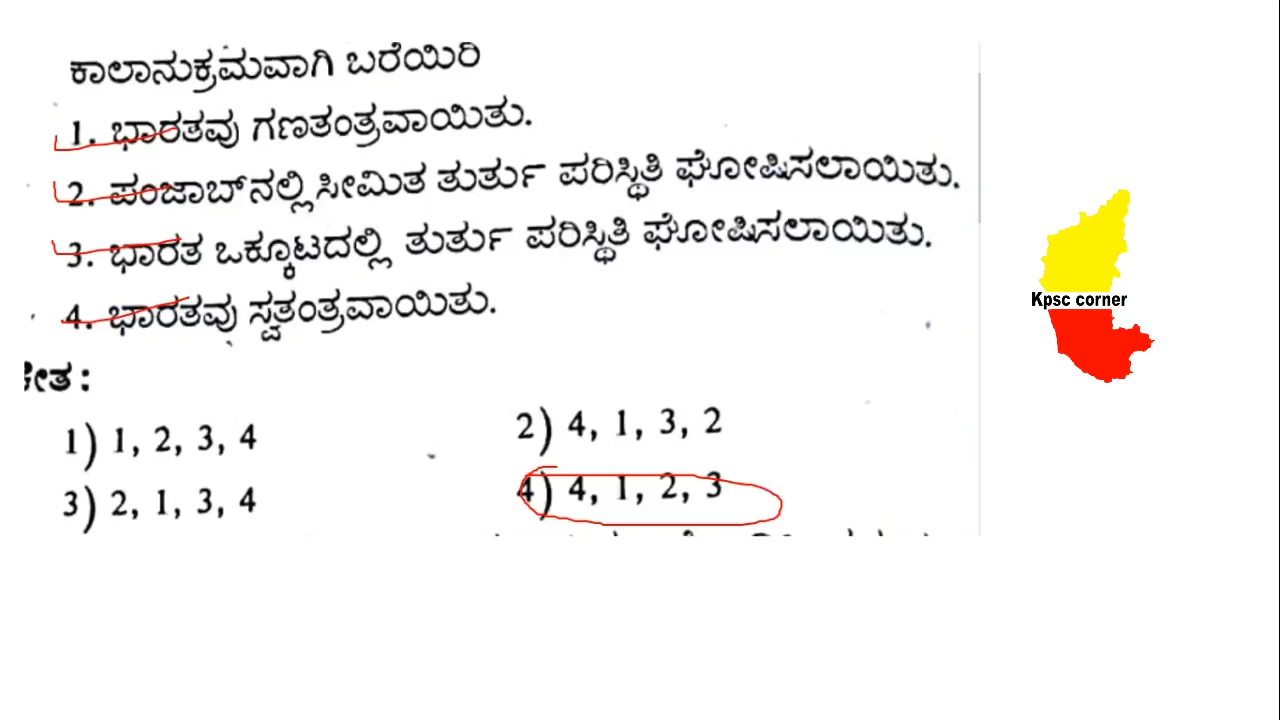 ಕಾಲಾನುಕ್ರಮವಾಗಿ ಬರೆಯಿರಿ
1. ಭಾರತವು ಗಣತಂತ್ರವಾಯಿತು.
2. ಪಂಜಾಬ್‌ನಲ್ಲಿ ಸೀಮಿತ ತುರ್ತು ಪರಿಸ್ಥಿತಿ ಘೋಷಿಸಲಾಯಿತು.
3. ಭಾರತ ಒಕ್ಕೂಟದಲ್ಲಿ ತುರ್ತು ಪರಿಸ್ಥಿತಿ ಘೋಷಿಸಲಾಯಿತು.
4. ಭಾರತವು ಸ್ವತಂತ್ರವಾಯಿತು.
Kpsc corner
1) 1, 2, 3, 4
2) 4, 1, 3, 2
3) 2, 1, 3, 4
4) 4, 1, 2, 3